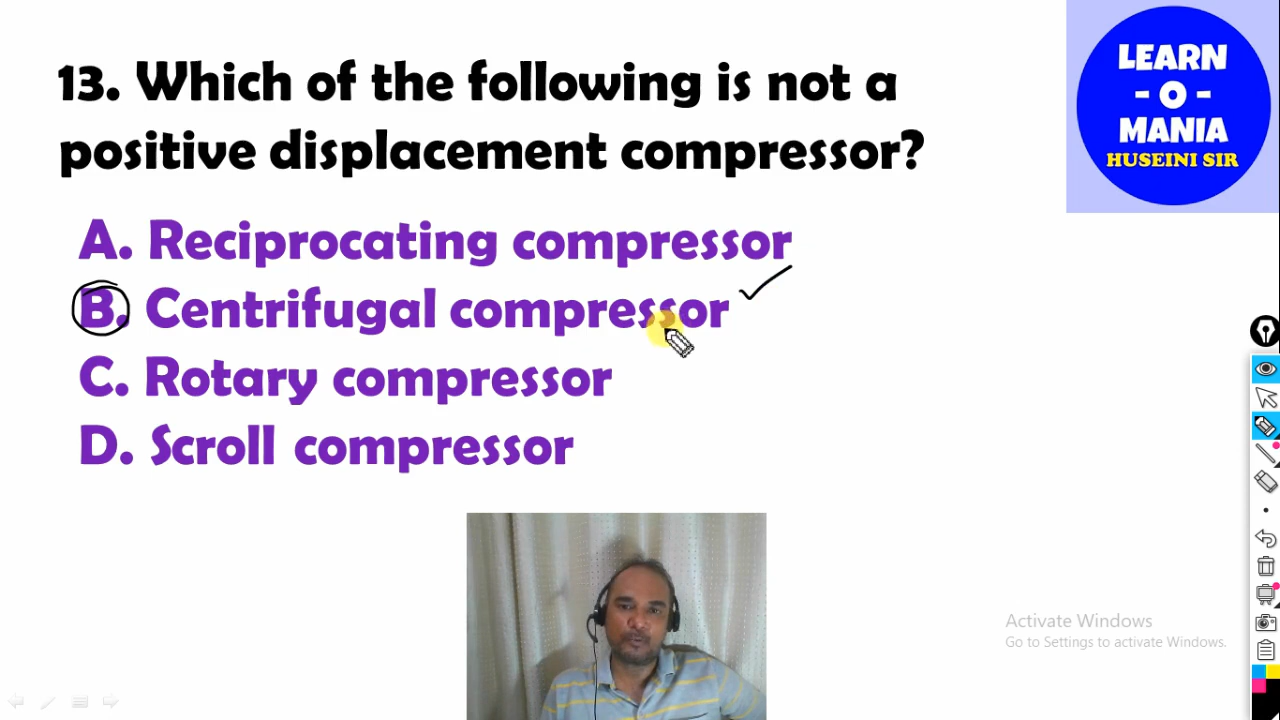 13. Which of the following is not a
positive displacement compressor?
A. Reciprocating compressor
B. Centrifugal compressor
C. Rotary compressor
D. Scroll compressor
LEARN
- O -
MANIA
HUSEINI SIR
Activate Windows
Go to Settings to activate Windows.